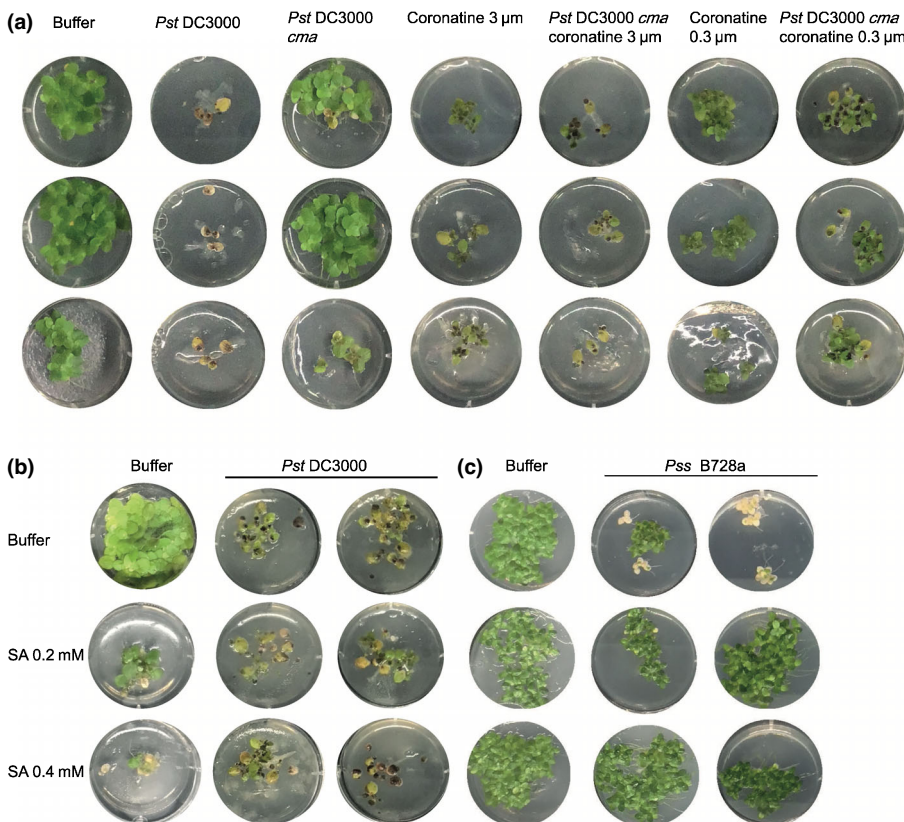 (a) Buffer Pst DC3000 Pst DC3000 cma Coronatine 3 µm Pst DC3000 cma coronatine 3 µm Coronatine 0.3 µm Pst DC3000 cma coronatine 0.3 µm
(b) Buffer Pst DC3000
(c) Buffer Pss B728a
Buffer
SA 0.2 mM
SA 0.4 mM